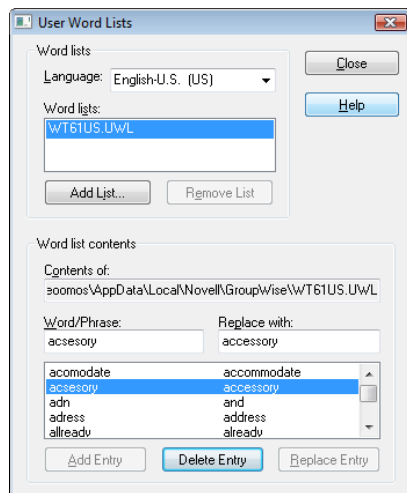 User Word Lists
Word lists
Language: English-U.S. (US)
Close
Word lists:
Help
WT61US.UWL
Add List... Remove List
Word list contents
Contents of:
eoomos\AppData\Local\Novell\GroupWise\WT61US.UWL
Word/Phrase: Replace with:
acsesory accessory
acomodate accommodate
acsesory accessory
adn and
adress address
allready already
Add Entry Delete Entry Replace Entry